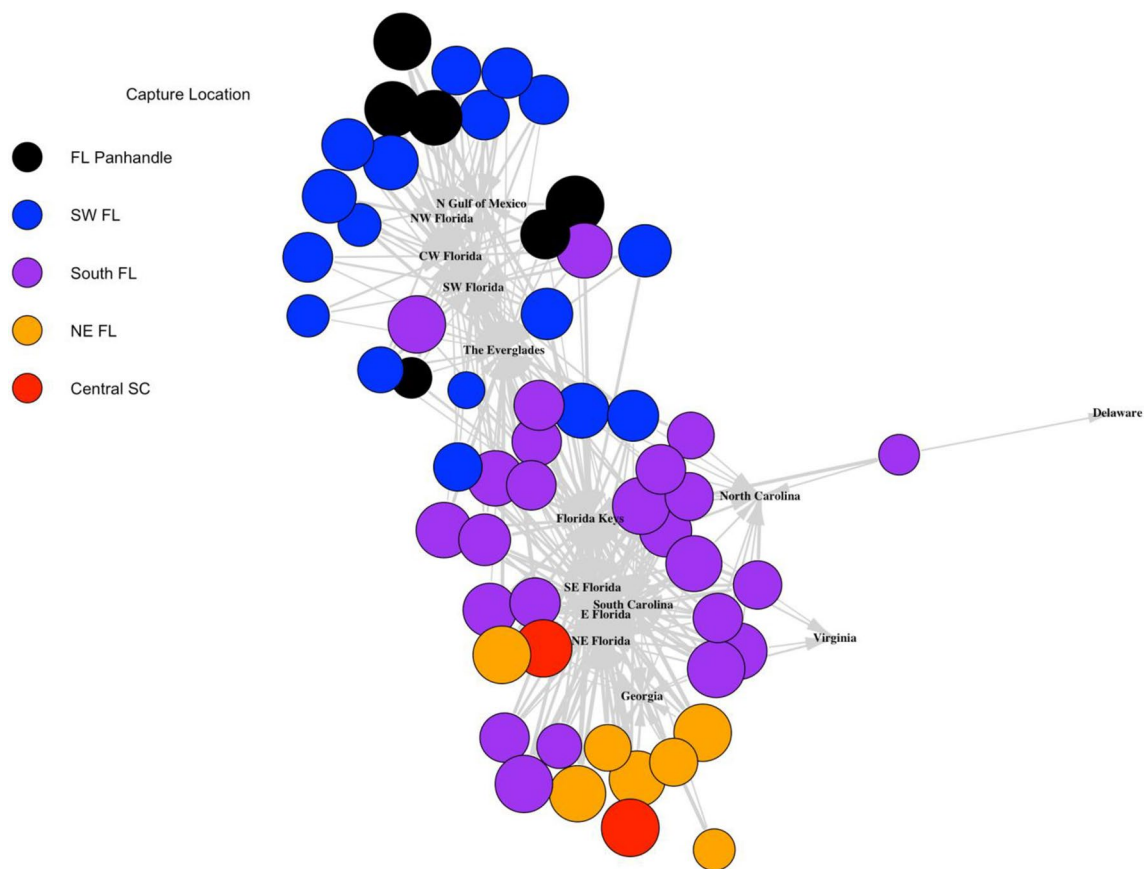 Capture Location
FL Panhandle
SW FL
South FL
NE FL
Central SC
N Gulf of Mexico
NW Florida
CW Florida
SW Florida
The Everglades
Delaware
North Carolina
Florida Keys
SE Florida
South Carolina
E Florida
NE Florida
Virginia
Georgia